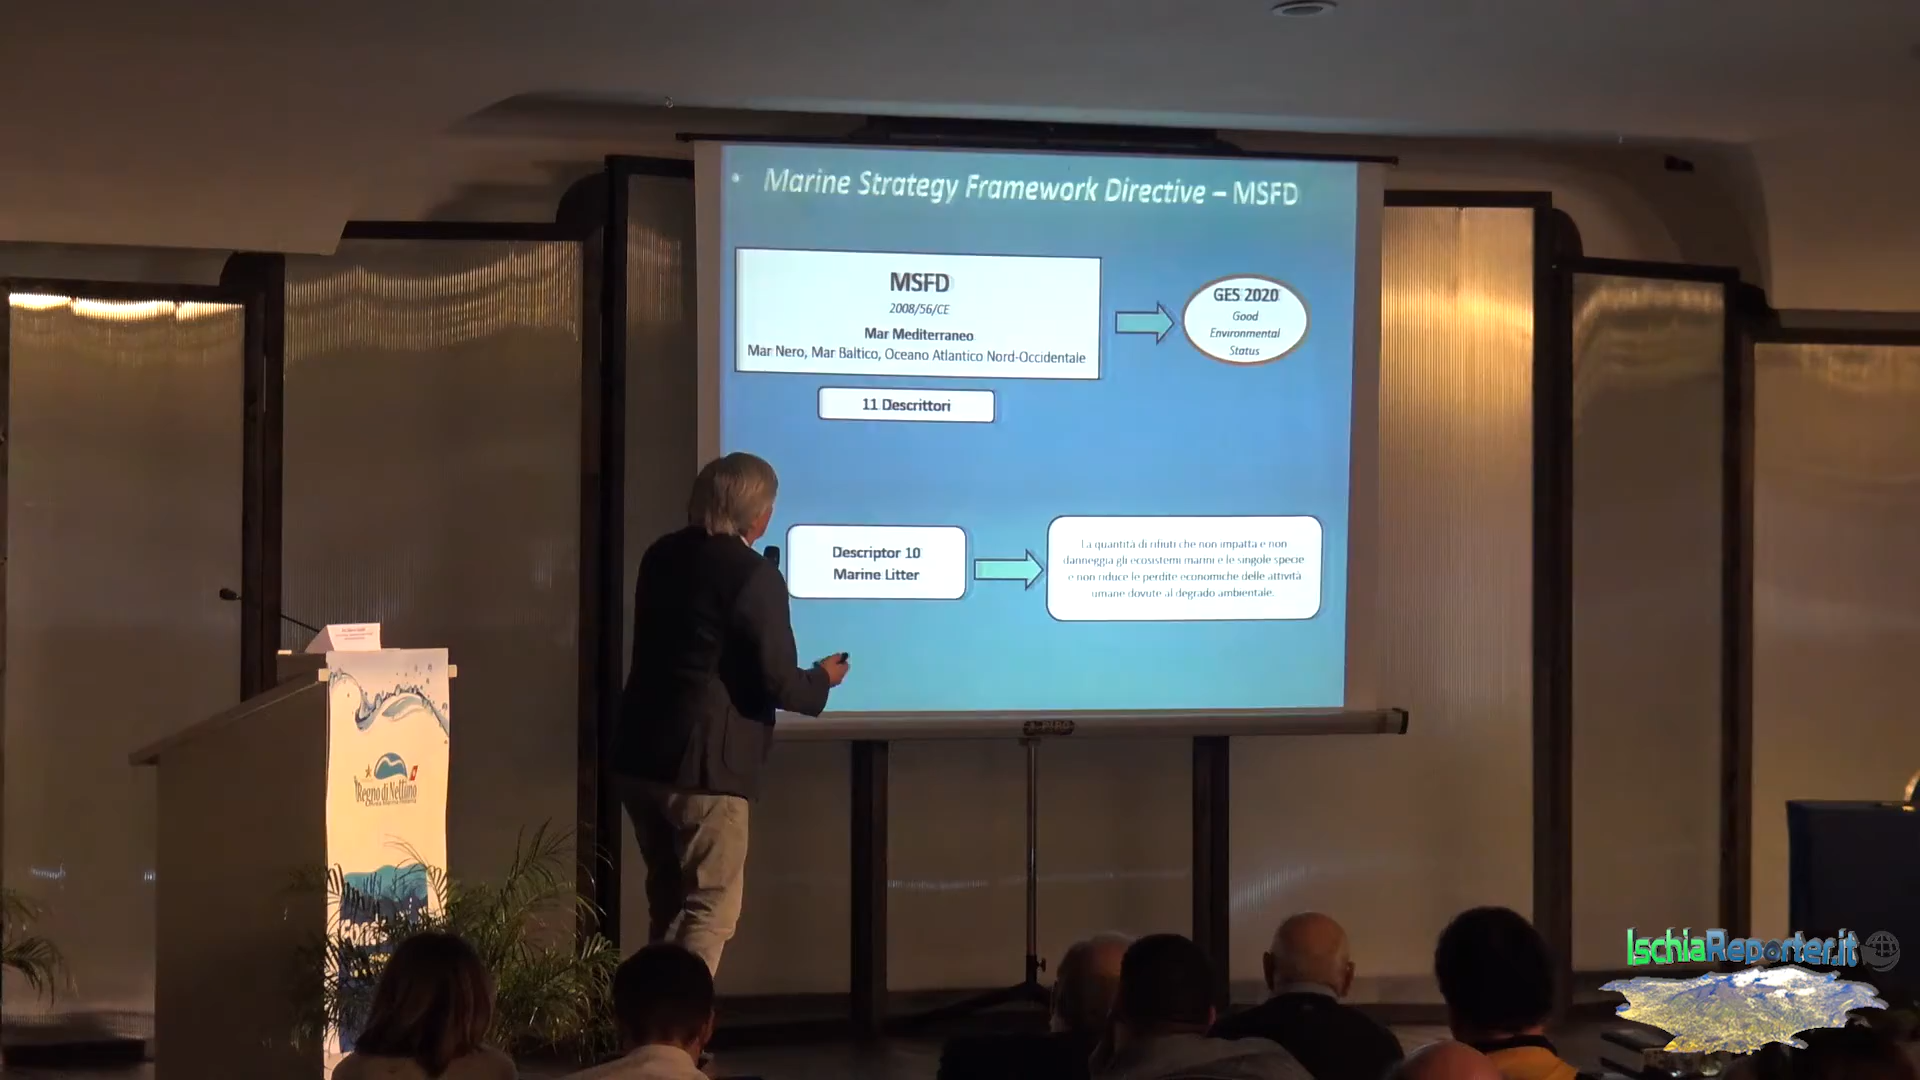 • Marine Strategy Framework Directive – MSFD
MSFD
2008/56/CE
Mar Mediterraneo
Mar Nero, Mar Baltico, Oceano Atlantico Nord-Occidentale
GES 2020
Good
Environmental
Status
11 Descrittori
Descriptor 10
Marine Litter
La quantità di rifiuti che non impatta e non
danneggia gli ecosistemi marini e le singole specie
e non riduce le perdite economiche delle attività
umane dovute al degrado ambientale.
Regno di Nettuno
IschiaReporter.it